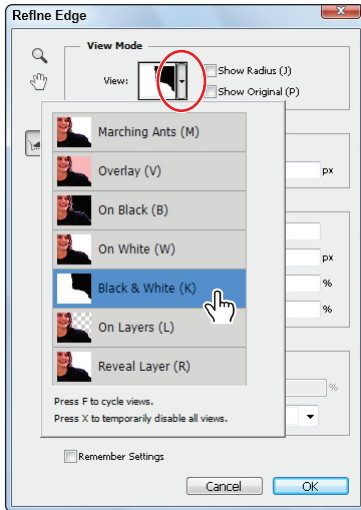 Refine Edge
View Mode
View:
Show Radius (J)
Show Original (P)
Marching Ants (M)
Overlay (V)
px
On Black (B)
On White (W)
px
Black & White (K)
%
%
On Layers (L)
Reveal Layer (R)
%
Press F to cycle views.
Press X to temporarily disable all views.
Remember Settings
Cancel
OK